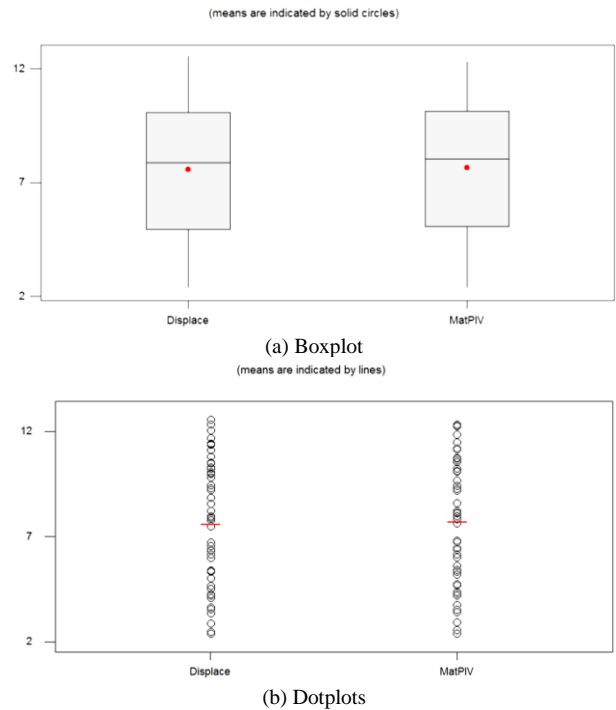 (means are indicated by solid circles)
12
7
2
Displace MatPIV
(a) Boxplot
(means are indicated by lines)
12
7
2
Displace MatPIV
(b) Dotplots